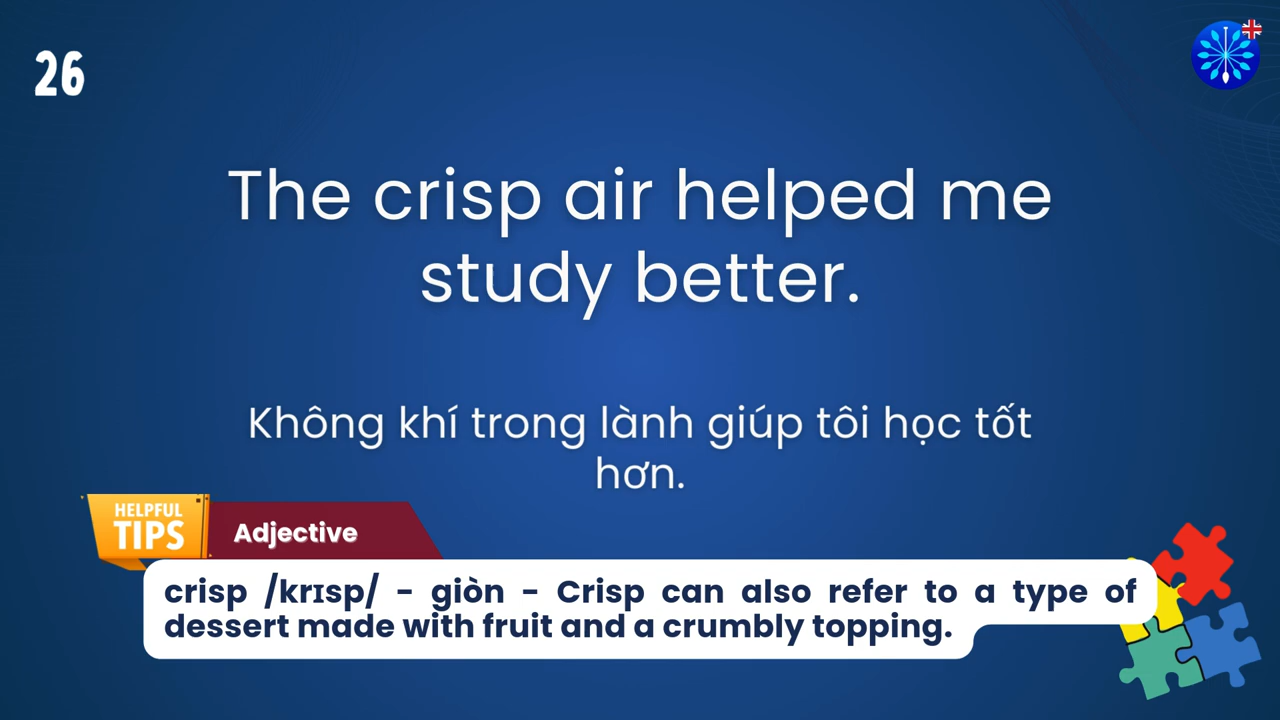 26
The crisp air helped me
study better.
Không khí trong lành giúp tôi học tốt
hơn.
HELPFUL
TIPS
Adjective
crisp /krɪsp/ - giòn - Crisp can also refer to a type of
dessert made with fruit and a crumbly topping.